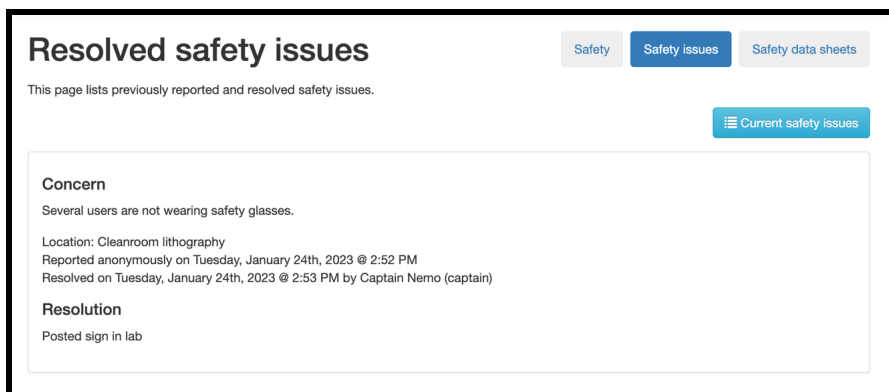 Resolved safety issues
Safety
Safety issues
Safety data sheets
This page lists previously reported and resolved safety issues.
Current safety issues
Concern
Several users are not wearing safety glasses.
Location: Cleanroom lithography
Reported anonymously on Tuesday, January 24th, 2023 @ 2:52 PM
Resolved on Tuesday, January 24th, 2023 @ 2:53 PM by Captain Nemo (captain)
Resolution
Posted sign in lab